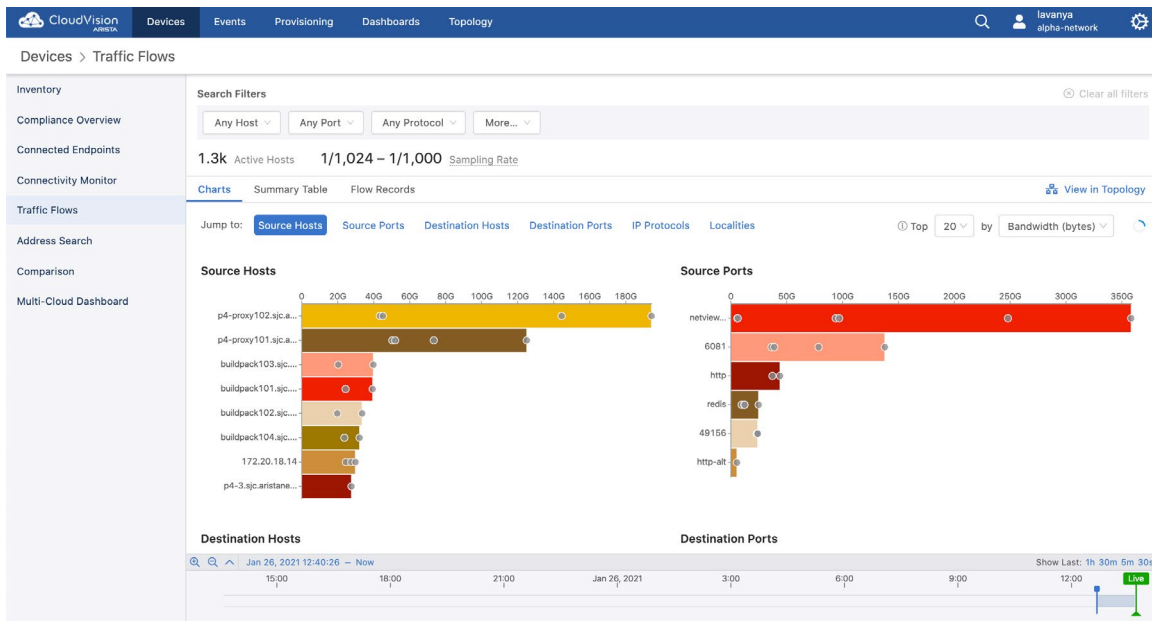 CloudVision
ARISTA
Devices
Events
Provisioning
Dashboards
Topology
lavanya
alpha-network
Devices > Traffic Flows
Inventory
Compliance Overview
Connected Endpoints
Connectivity Monitor
Traffic Flows
Address Search
Comparison
Multi-Cloud Dashboard
Search Filters
Clear all filters
Any Host
Any Port
Any Protocol
More...
1.3k Active Hosts 1/1,024 – 1/1,000 Sampling Rate
Charts
Summary Table
Flow Records
View in Topology
Jump to: Source Hosts Source Ports Destination Hosts Destination Ports IP Protocols Localities
Top 20 by Bandwidth (bytes)
Source Hosts
0 20G 40G 60G 80G 100G 120G 140G 160G 180G
p4-proxy102.sjc.a...
p4-proxy101.sjc.a...
buildpack103.sjc....
buildpack101.sjc....
buildpack102.sjc....
buildpack104.sjc....
172.20.18.14
p4-3.sjc.aristane...
Source Ports
0 50G 100G 150G 200G 250G 300G 350G
netview...
6081
http
redis
49156
http-alt
Destination Hosts
Destination Ports
Jan 26, 2021 12:40:26 – Now
Show Last: 1h 30m 5m 30s
15:00 18:00 21:00 Jan 26, 2021 3:00 6:00 9:00 12:00 Live